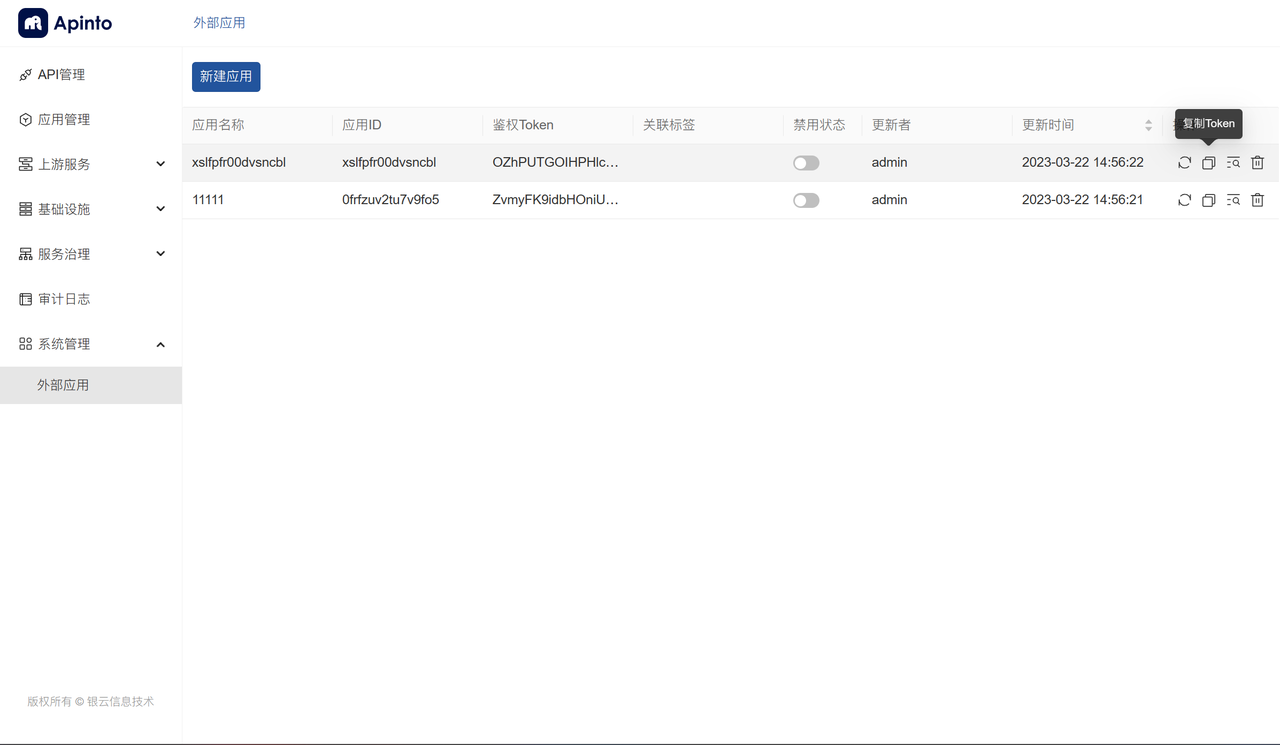 Apinto
外部应用
API管理
应用管理
上游服务
基础设施
服务治理
审计日志
系统管理
外部应用
版权所有 © 银云信息技术
新建应用
应用名称 应用ID 鉴权Token 关联标签 禁用状态 更新者 更新时间
复制Token
xslfpfr00dvsncbl xslfpfr00dvsncbl OZhPUTGOIHPHlc... admin 2023-03-22 14:56:22
11111 0frfzuv2tu7v9fo5 ZvmyFK9idbHOniU... admin 2023-03-22 14:56:21